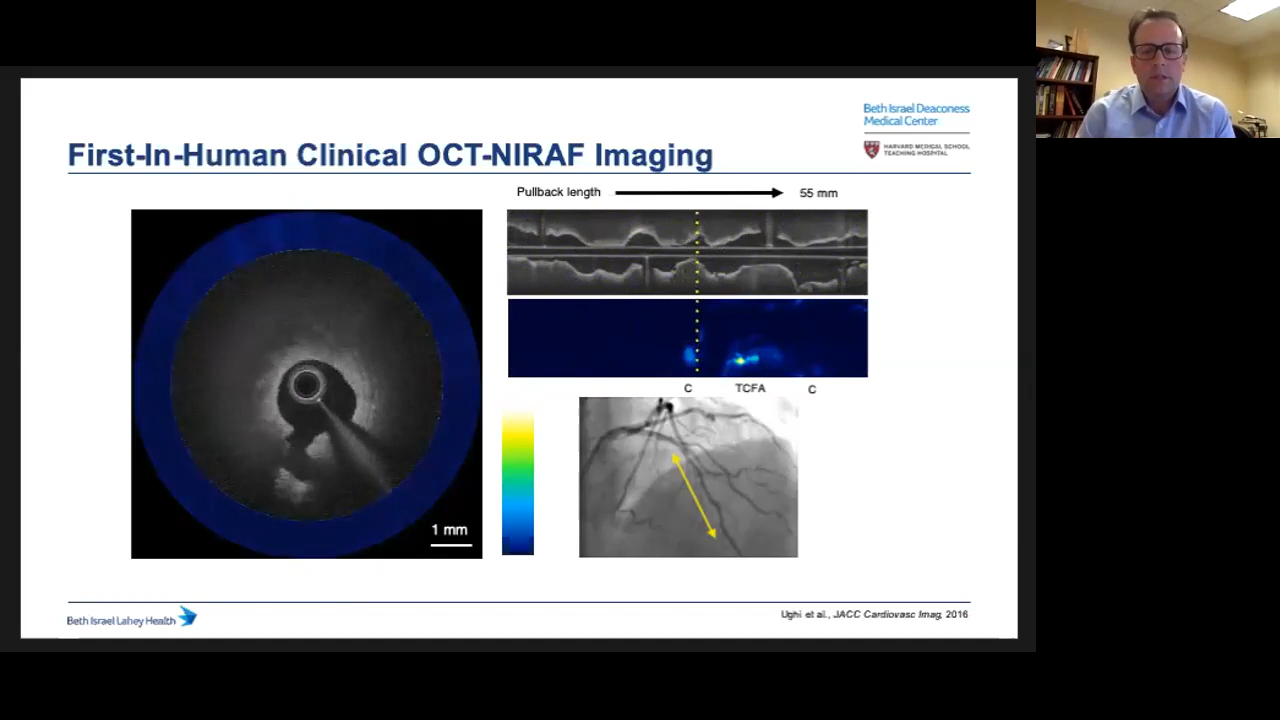 Beth Israel Deaconess
Medical Center
HARVARD MEDICAL SCHOOL
TEACHING HOSPITAL
First-In-Human Clinical OCT-NIRAF Imaging
Pullback length
55 mm
C
TCFA
C
1 mm
Beth Israel Lahey Health
Ughi et al., JACC Cardiovasc Imag, 2016